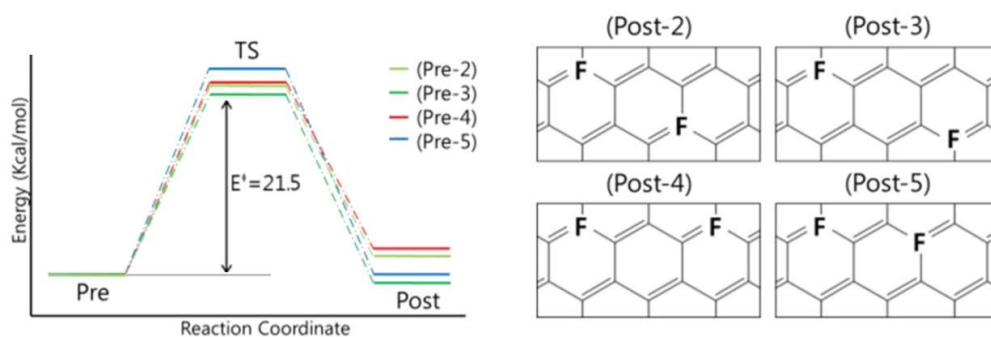 TS
(Pre-2)
(Pre-3)
(Pre-4)
(Pre-5)
E'=21.5
Energy (Kcal/mol)
Pre
Post
Reaction Coordinate
(Post-2)
F
F
(Post-3)
F
F
(Post-4)
F
F
(Post-5)
F
F